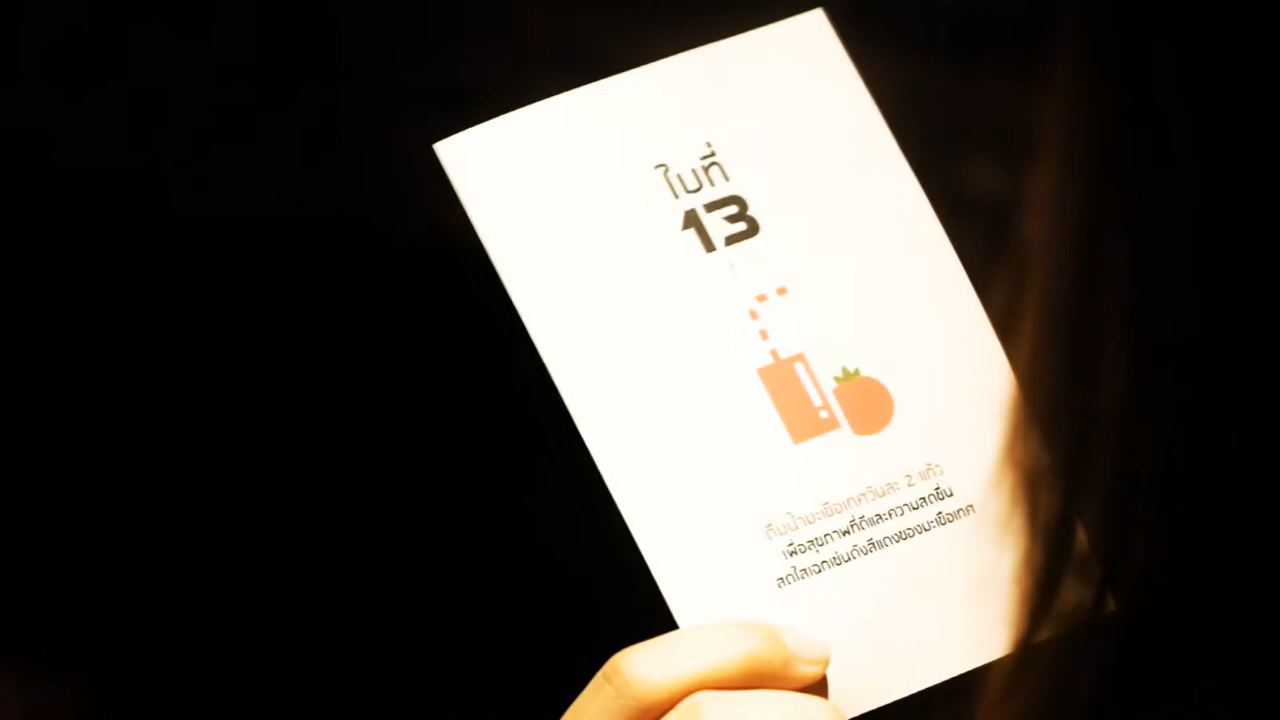 ใบที่
13
ดื่มน้ำมะเขือเทศวันละ 2 แก้ว
เพื่อสุขภาพที่ดีและความสดชื่น
สดใสเฉกเช่นดังสีแดงของมะเขือเทศ